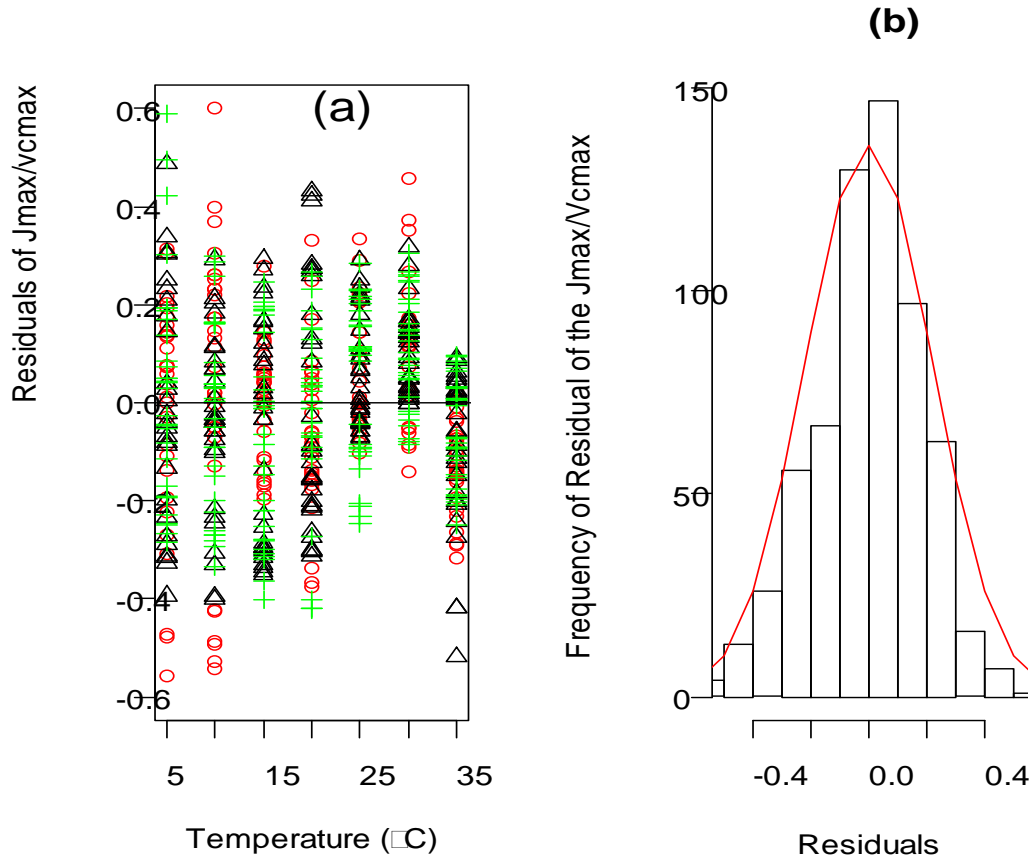 (a)
Residuals of Jmax/vcmax
0.6
0.4
0.2
0.0
-0.4
-0.6
5 15 25 35
Temperature (□C)
(b)
Frequency of Residual of the Jmax/Vcmax
150
100
50
0
-0.4 0.0 0.4
Residuals